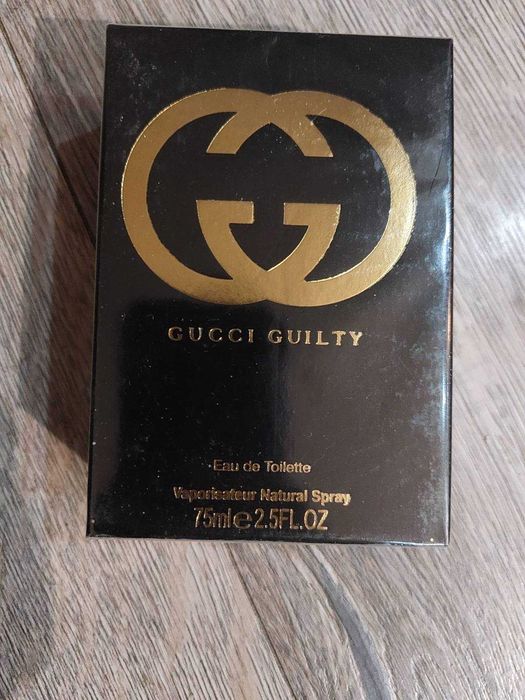 GUCCI GUILTY
Eau de Toilette
Vaporisateur Natural Spray
75ml e 2.5FL.OZ